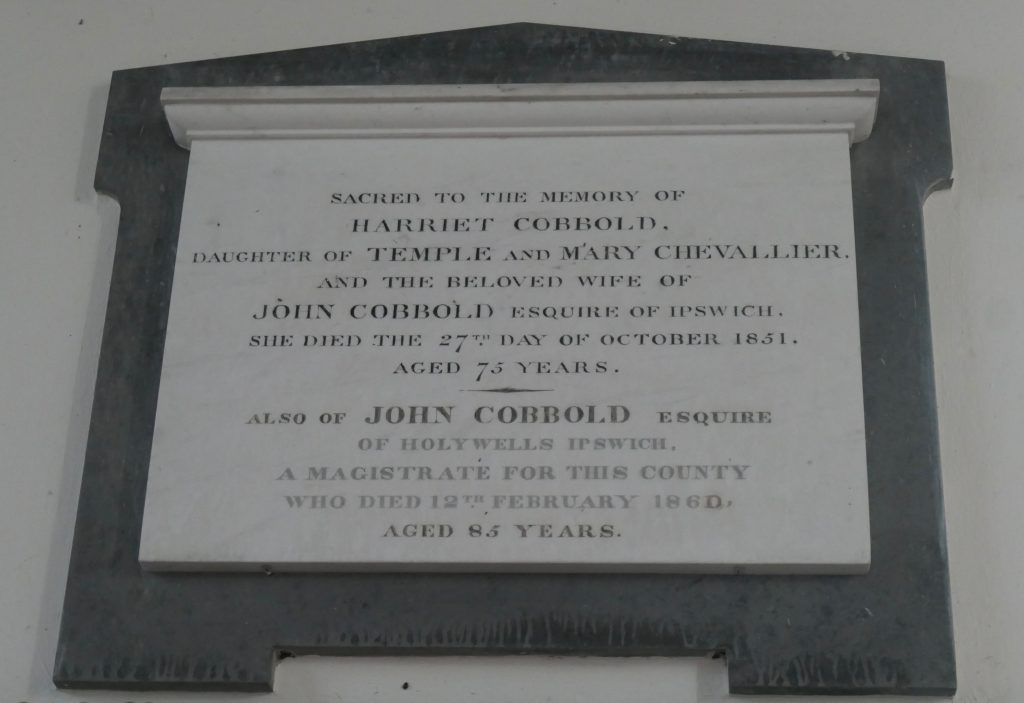 SACRED TO THE MEMORY OF
HARRIET COBBOLD,
DAUGHTER OF TEMPLE AND MARY CHEVALLIER.
AND THE BELOVED WIFE OF
JOHN COBBOLD ESQUIRE OF IPSWICH.
SHE DIED THE 27TH DAY OF OCTOBER 1851.
AGED 75 YEARS.
ALSO OF JOHN COBBOLD ESQUIRE
OF HOLYWELLS IPSWICH,
A MAGISTRATE FOR THIS COUNTY
WHO DIED 12TH FEBRUARY 1860,
AGED 85 YEARS.